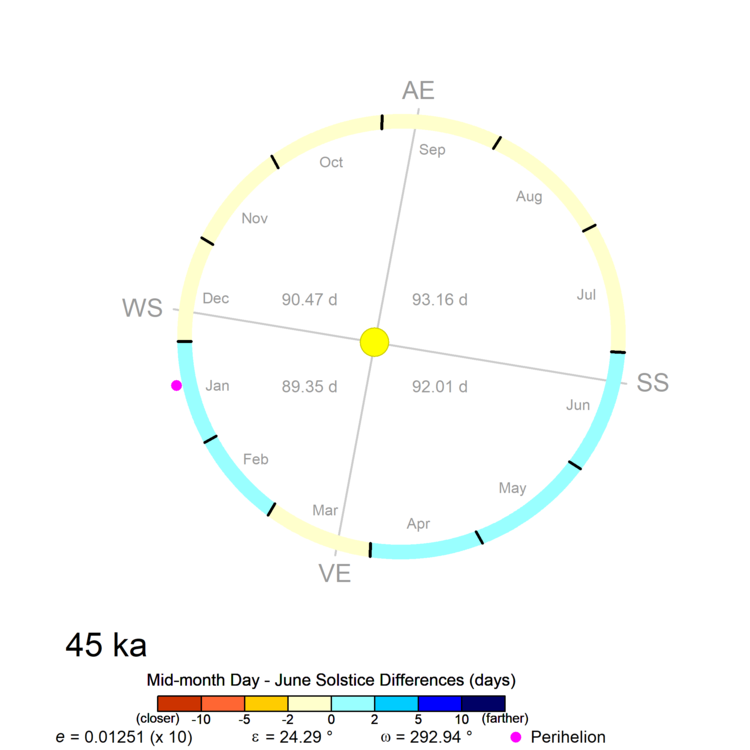 AE
Sep
Oct
Aug
Nov
Jul
WS
Dec
90.47 d
93.16 d
Jan
89.35 d
92.01 d
SS
Jun
Feb
May
Mar
Apr
VE
45 ka
Mid-month Day - June Solstice Differences (days)
(closer) -10 -5 -2 0 2 5 10 (farther)
e = 0.01251 (x 10) ε = 24.29 ° ω = 292.94 ° Perihelion